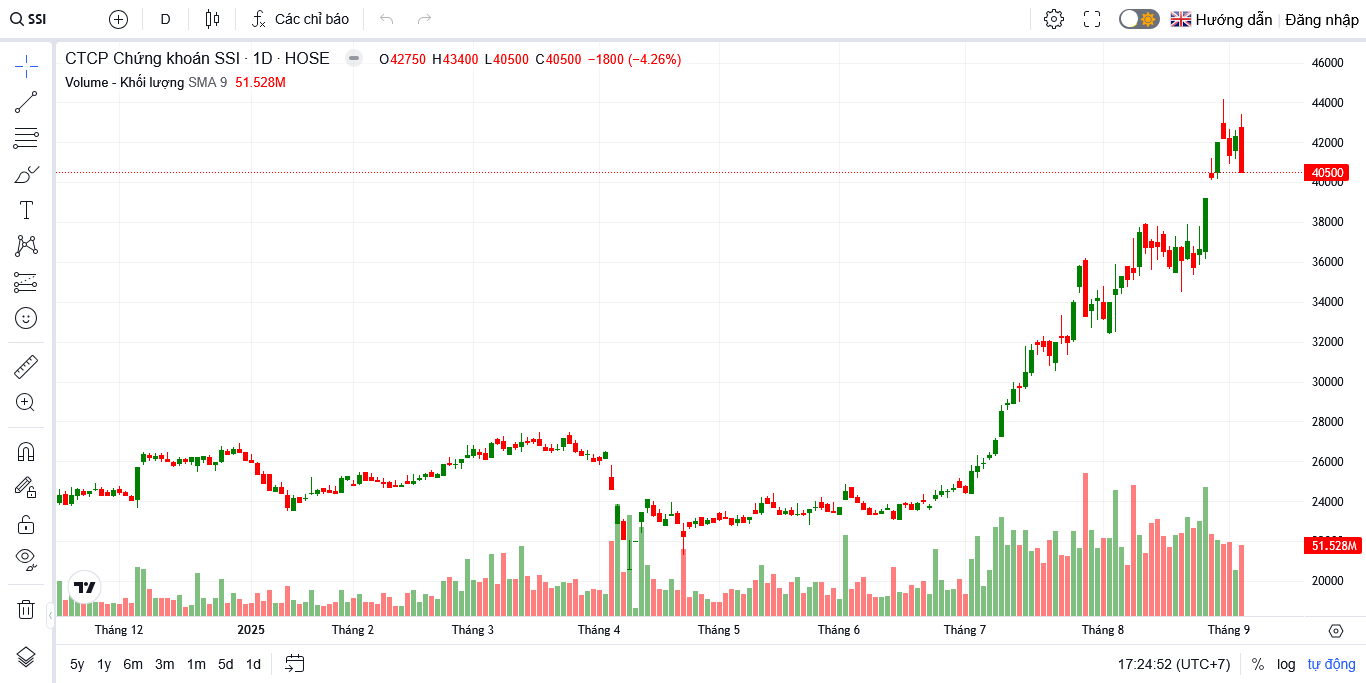 SSI D Các chỉ báo Hướng dẫn Đăng nhập
CTCP Chứng khoán SSI · 1D · HOSE O42750 H43400 L40500 C40500 −1800 (−4.26%)
Volume - Khối lượng SMA 9 51.528M
46000
44000
42000
40500
40000
38000
36000
34000
32000
30000
28000
26000
24000
51.528M
20000
Tháng 12 2025 Tháng 2 Tháng 3 Tháng 4 Tháng 5 Tháng 6 Tháng 7 Tháng 8 Tháng 9
5y 1y 6m 3m 1m 5d 1d 17:24:52 (UTC+7) % log tự động